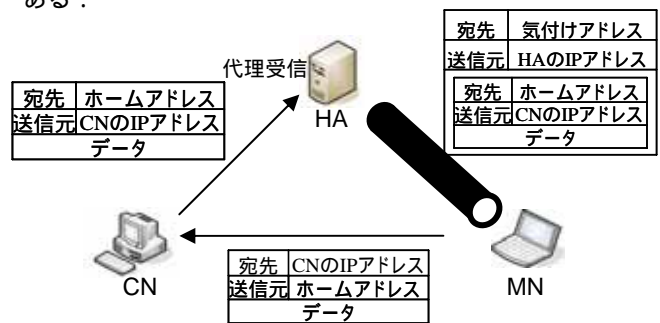 ある．
宛先 気付けアドレス
送信元 HAのIPアドレス
宛先 ホームアドレス
送信元 CNのIPアドレス
データ
代理受信
HA
宛先 ホームアドレス
送信元 CNのIPアドレス
データ
CN
宛先 CNのIPアドレス
送信元 ホームアドレス
データ
MN